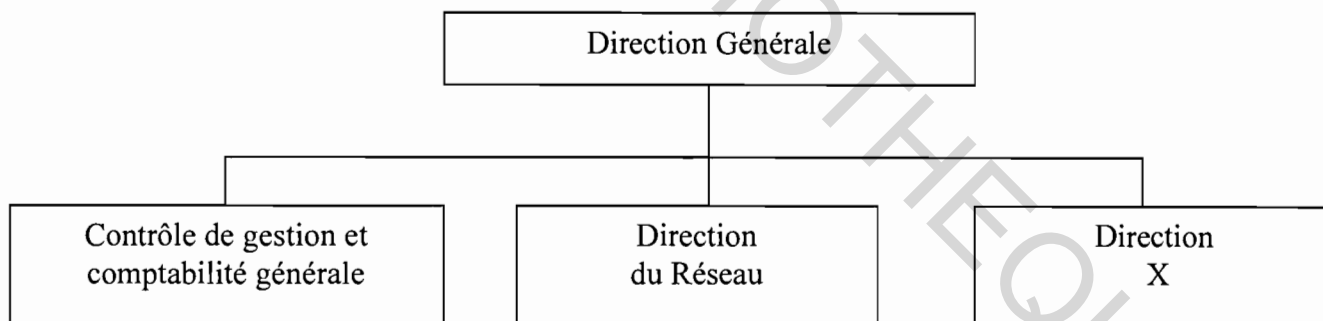 Direction Générale
Contrôle de gestion et
comptabilité générale
Direction
du Réseau
Direction
X